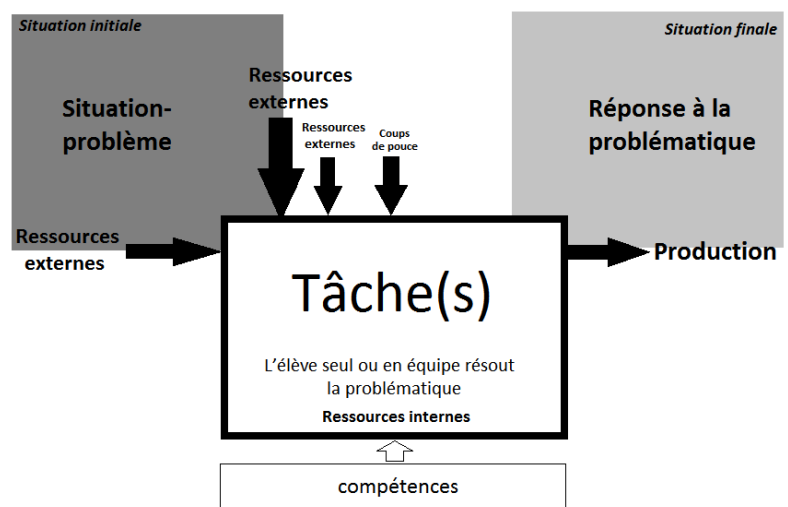 Situation initiale
Situation finale
Situation-
problème
Ressources
externes
Ressources
externes
Coups
de pouce
Réponse à la
problématique
Ressources
externes
Production
Tâche(s)
L'élève seul ou en équipe résout
la problématique
Ressources internes
compétences